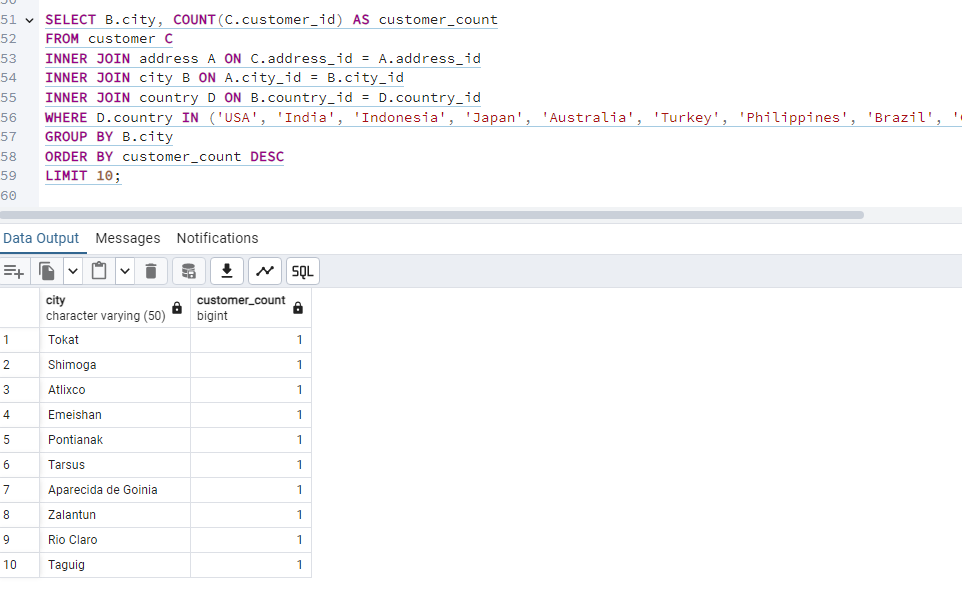 51 SELECT B.city, COUNT(C.customer_id) AS customer_count
52 FROM customer C
53 INNER JOIN address A ON C.address_id = A.address_id
54 INNER JOIN city B ON A.city_id = B.city_id
55 INNER JOIN country D ON B.country_id = D.country_id
56 WHERE D.country IN ('USA', 'India', 'Indonesia', 'Japan', 'Australia', 'Turkey', 'Philippines', 'Brazil', '
57 GROUP BY B.city
58 ORDER BY customer_count DESC
59 LIMIT 10;
60
Data Output Messages Notifications
SQL
city customer_count
character varying (50) bigint
1 Tokat 1
2 Shimoga 1
3 Atlixco 1
4 Emeishan 1
5 Pontianak 1
6 Tarsus 1
7 Aparecida de Goinia 1
8 Zalantun 1
9 Rio Claro 1
10 Taguig 1